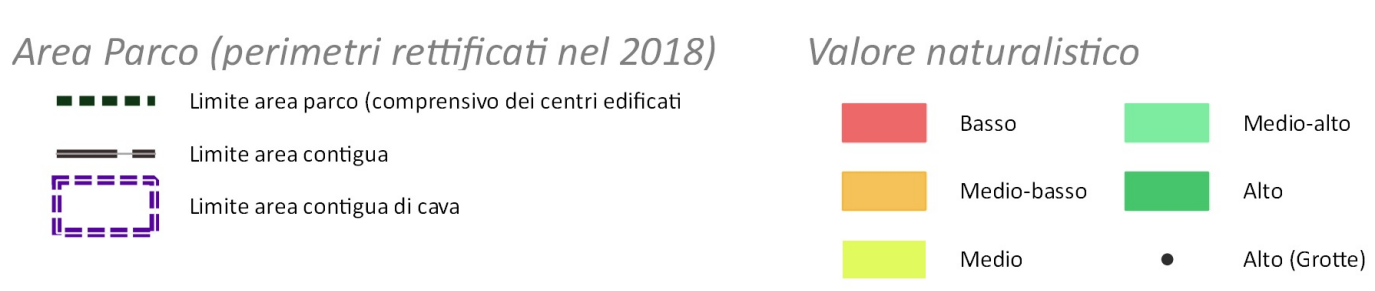 Area Parco (perimetri rettificati nel 2018)
Limite area parco (comprensivo dei centri edificati
Limite area contigua
Limite area contigua di cava
Valore naturalistico
Basso
Medio-basso
Medio
Medio-alto
Alto
Alto (Grotte)